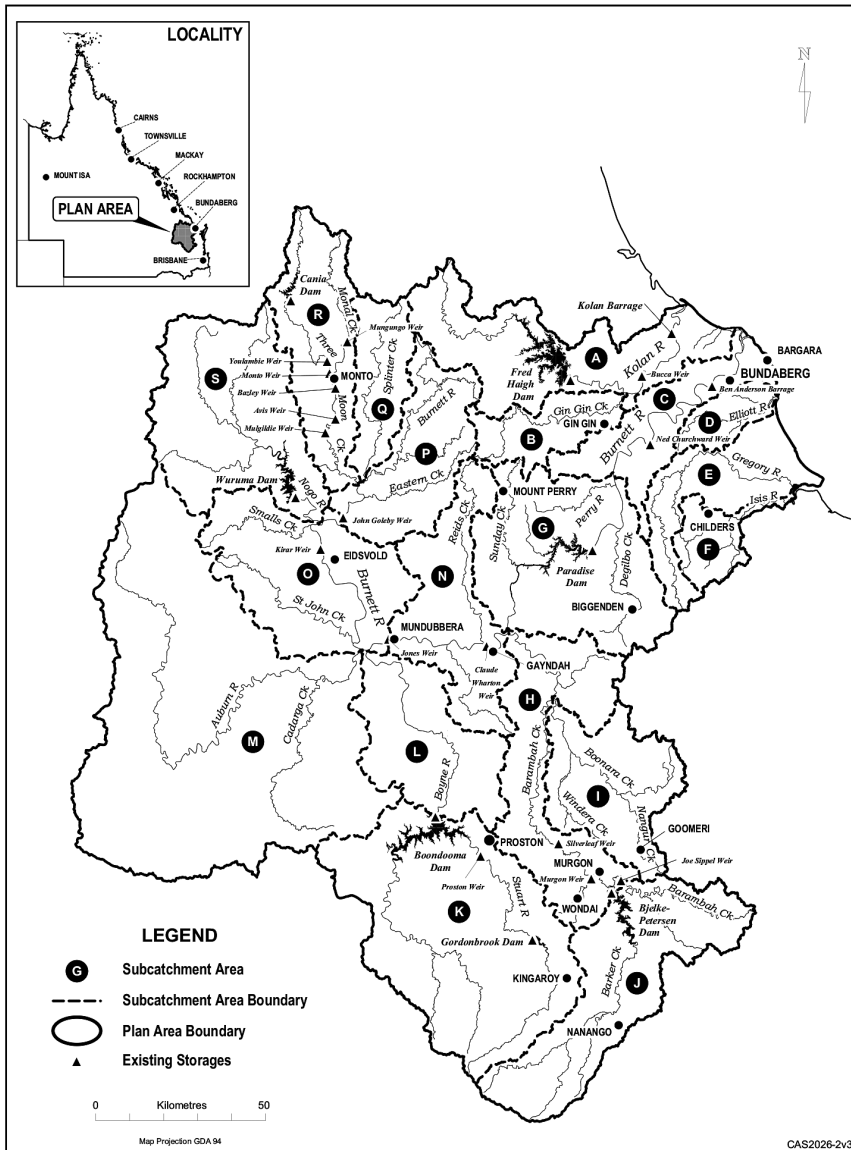 LOCALITY
CAIRNS
TOWNSVILLE
MACKAY
MOUNT ISA
ROCKHAMPTON
BUNDABERG
PLAN AREA
BRISBANE
N
Cania
Dam
R
Monal Ck
Three
Moon
Ck
Mungungo Weir
Youlambie Weir
Monto Weir
MONTO
Bazley Weir
Avis Weir
Mulgildie Weir
S
Splinter Ck
Q
Burnett R
P
Eastern Ck
Kolan Barrage
Fred
Haigh
Dam
A
Kolan R
Bucca Weir
BARGARA
BUNDABERG
Ben Anderson Barrage
C
Gin Gin Ck
GIN GIN
B
Burnett R
D
Elliott R
Ned Churchward Weir
E
Gregory R
Isis R
CHILDERS
F
Wuruma Dam
Nogo R
John Goleby Weir
Smalls Ck
Kirar Weir
EIDSVOLD
O
St John Ck
Burnett R
Reids Ck
N
Sunday Ck
MOUNT PERRY
G
Perry R
Paradise
Dam
Degilbo Ck
BIGGENDEN
MUNDUBBERA
Jones Weir
Claude
Wharton
Weir
GAYNDAH
H
Auburn R
Cadarga Ck
M
L
Boyne R
Barambah Ck
Boonara Ck
I
Windera Ck
Nangur Ck
GOOMERI
Silverleaf Weir
MURGON
Joe Sippel Weir
Murgon Weir
WONDAI
Barambah Ck
Bjelke-
Petersen
Dam
PROSTON
Boondooma
Dam
Proston Weir
Stuart R
K
Gordonbrook Dam
KINGAROY
Barker Ck
J
NANANGO
LEGEND
G Subcatchment Area
Subcatchment Area Boundary
Plan Area Boundary
Existing Storages
0 Kilometres 50
Map Projection GDA 94
CAS2026-2v3